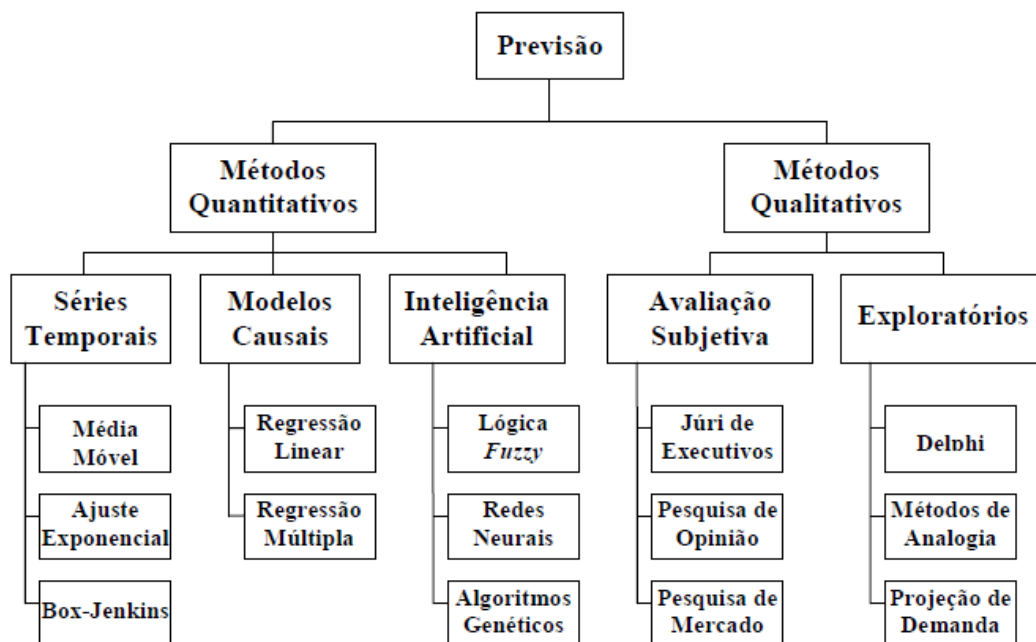 Previsão
Métodos
Quantitativos
Métodos
Qualitativos
Séries
Temporais
Modelos
Causais
Inteligência
Artificial
Avaliação
Subjetiva
Exploratórios
Média
Móvel
Regressão
Linear
Lógica
Fuzzy
Júri de
Executivos
Delphi
Ajuste
Exponencial
Regressão
Múltipla
Redes
Neurais
Pesquisa de
Opinião
Métodos de
Analogia
Box-Jenkins
Algoritmos
Genéticos
Pesquisa de
Mercado
Projeção de
Demanda